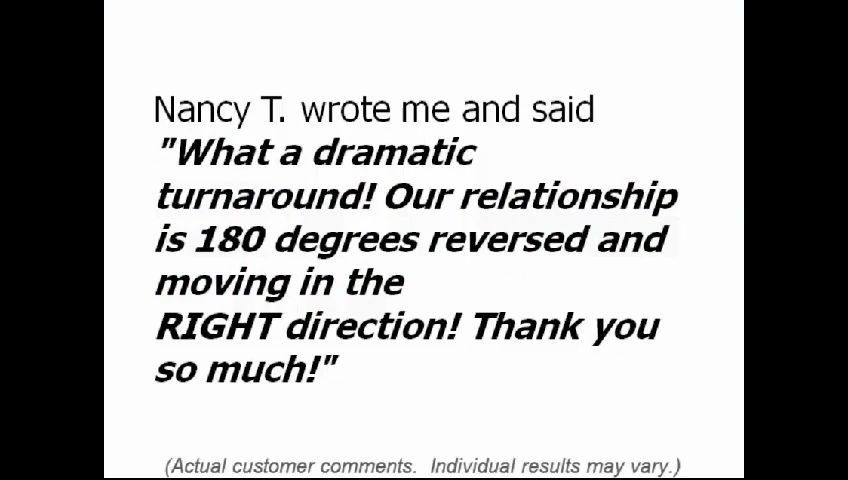 Nancy T. wrote me and said
"What a dramatic
turnaround! Our relationship
is 180 degrees reversed and
moving in the
RIGHT direction! Thank you
so much!"
(Actual customer comments.  Individual results may vary.)